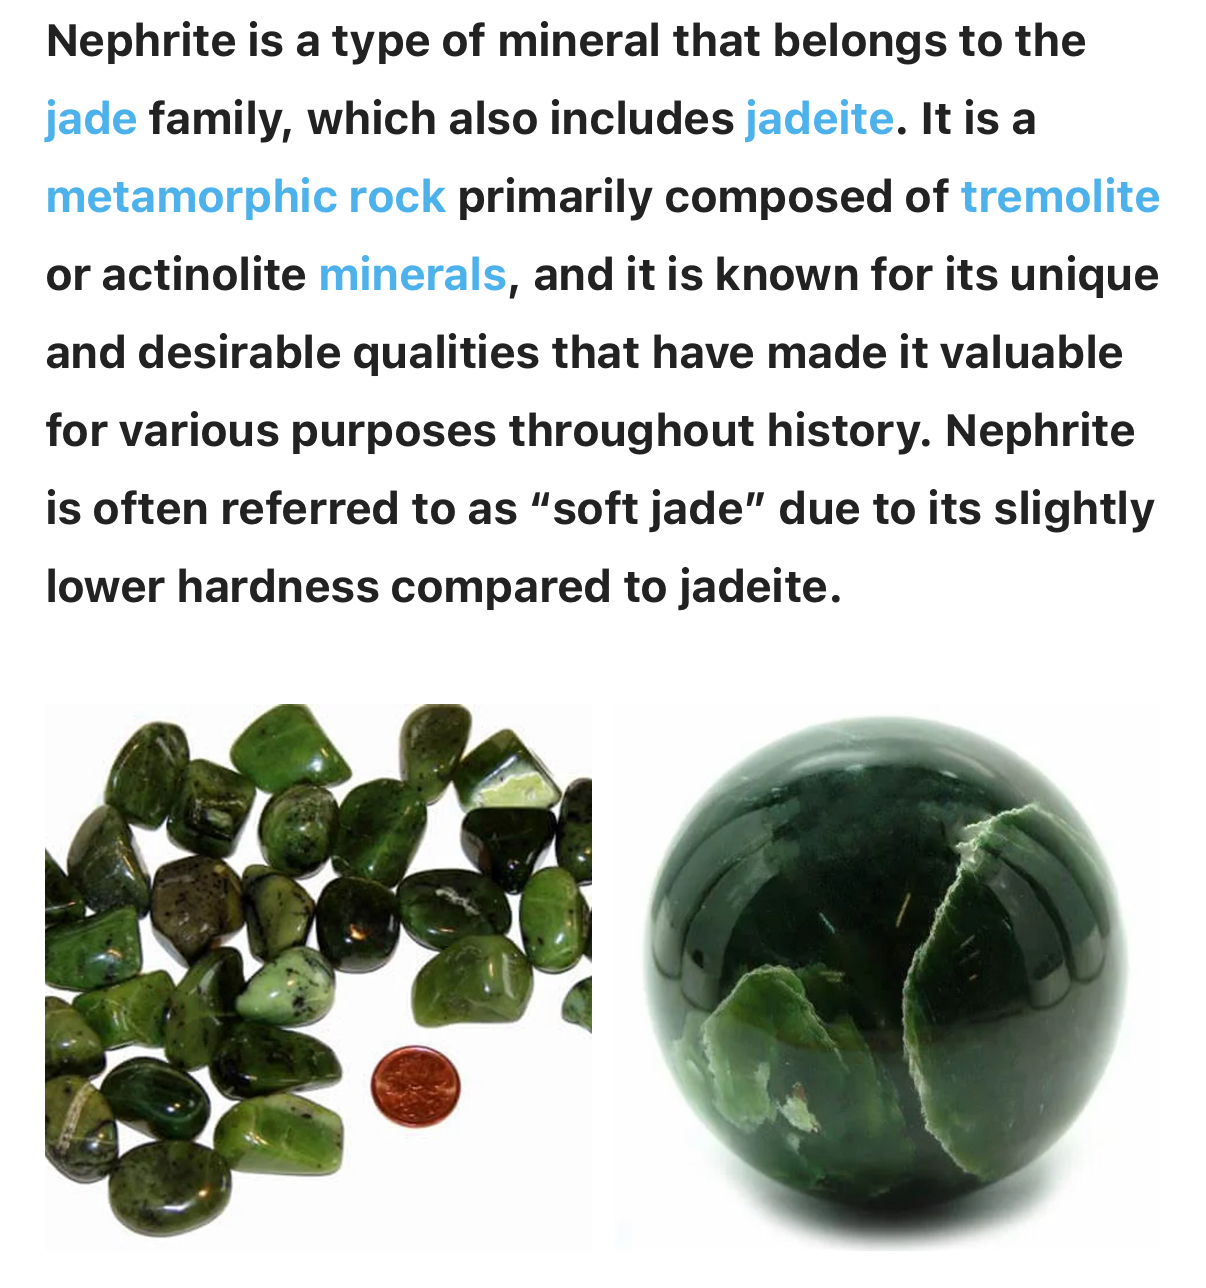 Nephrite is a type of mineral that belongs to the
jade family, which also includes jadeite. It is a
metamorphic rock primarily composed of tremolite
or actinolite minerals, and it is known for its unique
and desirable qualities that have made it valuable
for various purposes throughout history. Nephrite
is often referred to as “soft jade” due to its slightly
lower hardness compared to jadeite.